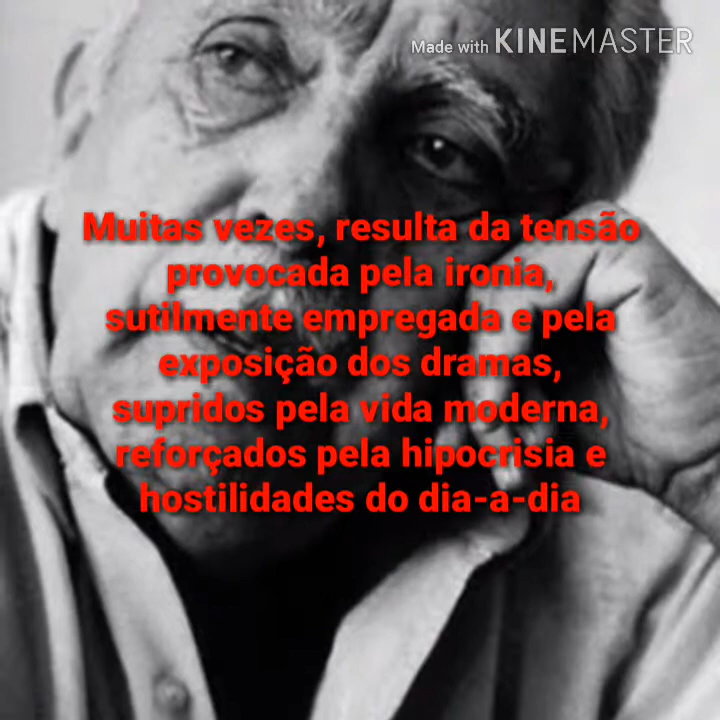 Made with KINEMASTER
Muitas vezes, resulta da tensão
provocada pela ironia,
sutilmente empregada e pela
exposição dos dramas,
supridos pela vida moderna,
reforçados pela hipocrisia e
hostilidades do dia-a-dia